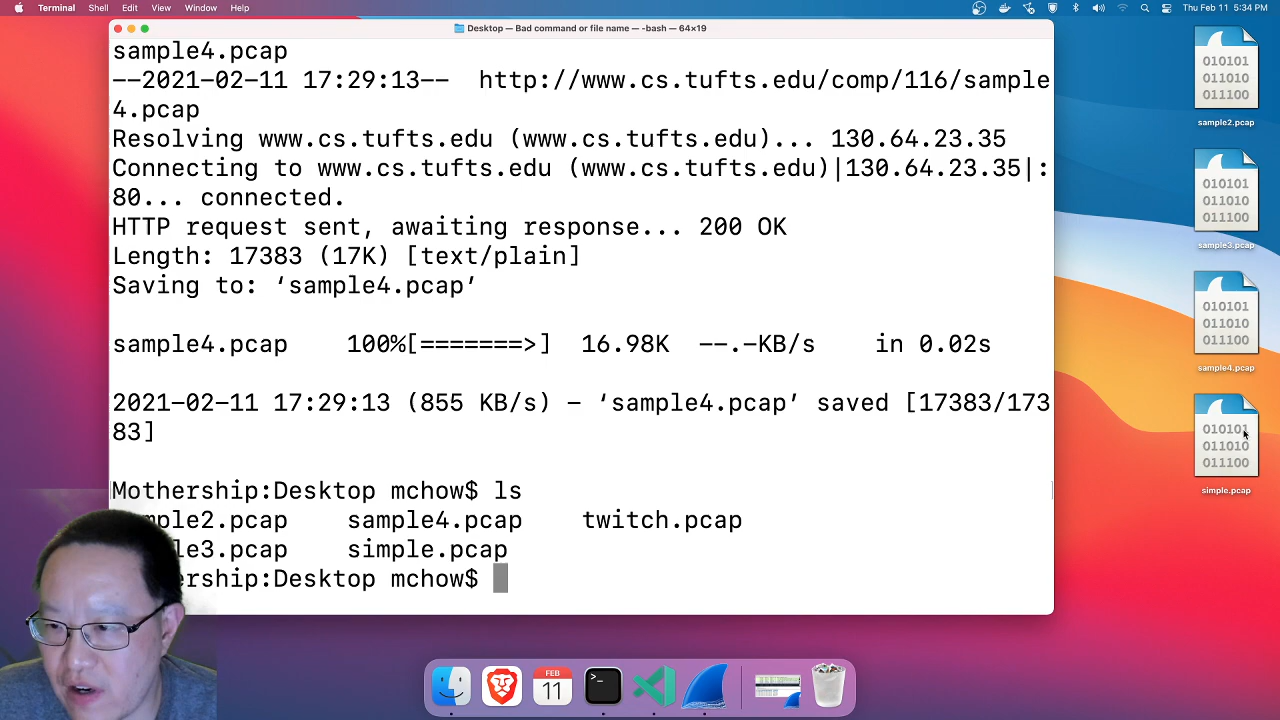 Terminal Shell Edit View Window Help
Thu Feb 11 5:34 PM
Desktop — Bad command or file name — -bash — 64×19
sample4.pcap
--2021-02-11 17:29:13--  http://www.cs.tufts.edu/comp/116/sample
4.pcap
Resolving www.cs.tufts.edu (www.cs.tufts.edu)... 130.64.23.35
Connecting to www.cs.tufts.edu (www.cs.tufts.edu)|130.64.23.35|:
80... connected.
HTTP request sent, awaiting response... 200 OK
Length: 17383 (17K) [text/plain]
Saving to: ‘sample4.pcap’
sample4.pcap    100%[=======>]  16.98K  --.-KB/s    in 0.02s
2021-02-11 17:29:13 (855 KB/s) - ‘sample4.pcap’ saved [17383/173
83]
Mothership:Desktop mchow$ ls
mple2.pcap    sample4.pcap    twitch.pcap
le3.pcap    simple.pcap
ership:Desktop mchow$
010101
011010
011100
sample2.pcap
010101
011010
011100
sample3.pcap
010101
011010
011100
sample4.pcap
010101
011010
011100
simple.pcap
FEB
11
>_